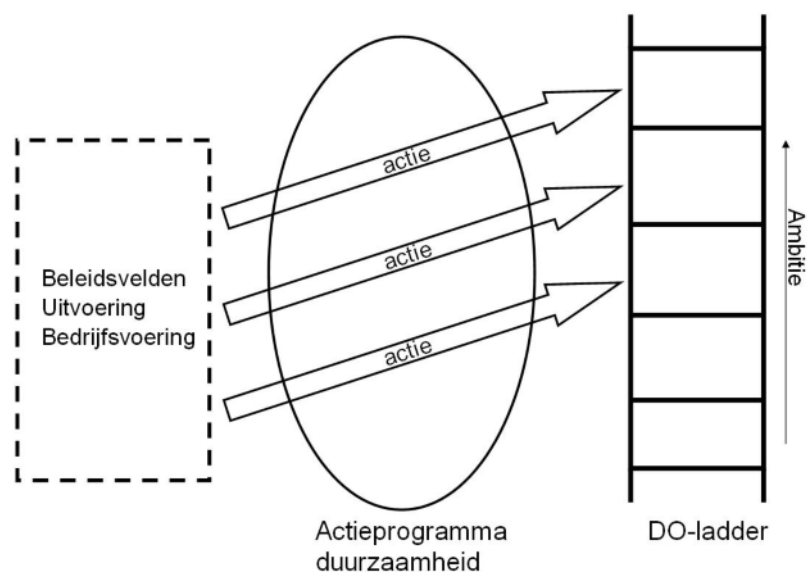 Beleidsvelden
Uitvoering
Bedrijfsvoering
actie
actie
actie
Ambitie
Actieprogramma
duurzaamheid
DO-ladder